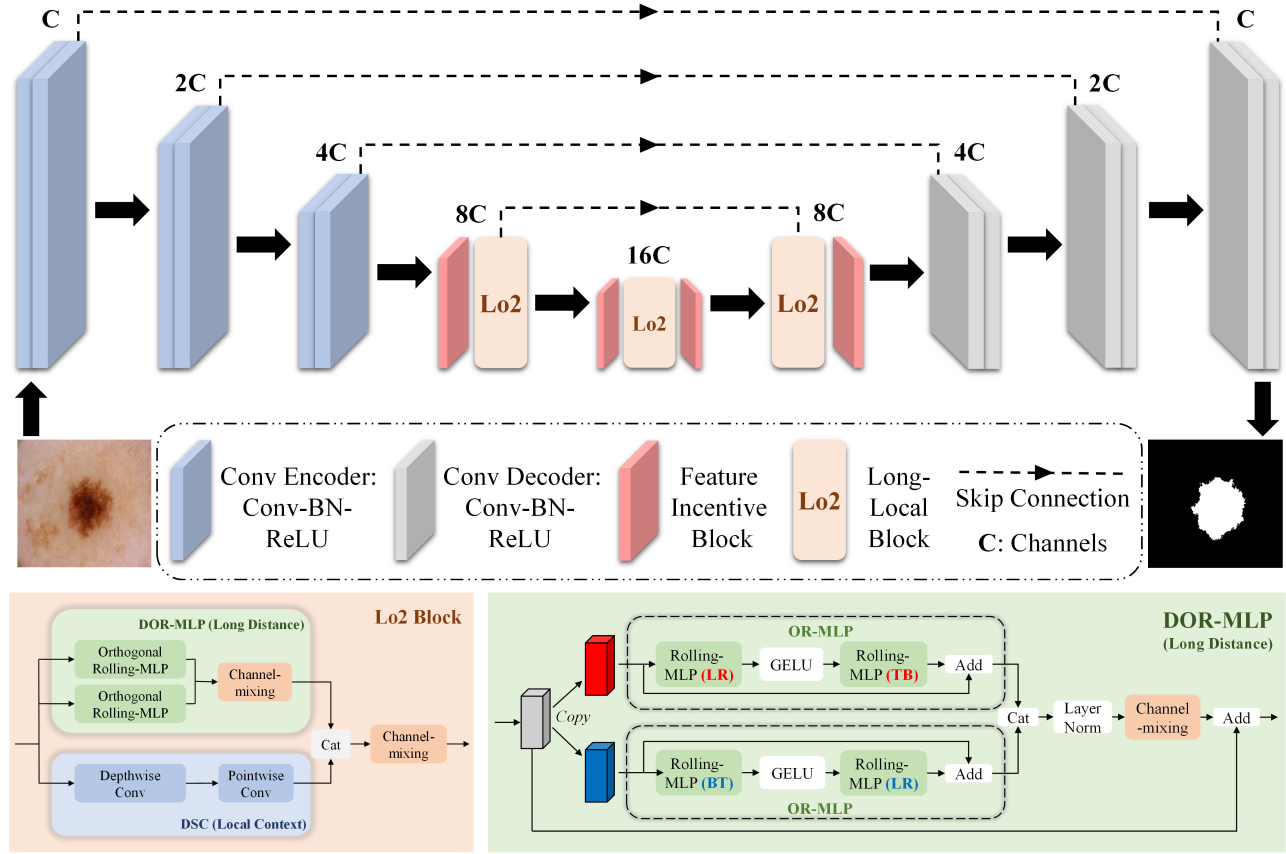 C
C
2C
2C
4C
4C
8C
8C
16C
Lo2
Lo2
Lo2
Conv Encoder:
Conv-BN-
ReLU
Conv Decoder:
Conv-BN-
ReLU
Feature
Incentive
Block
Lo2
Long-
Local
Block
Skip Connection
C: Channels
Lo2 Block
DOR-MLP (Long Distance)
Orthogonal
Rolling-MLP
Orthogonal
Rolling-MLP
Channel-
mixing
Cat
Channel-
mixing
Depthwise
Conv
Pointwise
Conv
DSC (Local Context)
DOR-MLP
(Long Distance)
OR-MLP
Rolling-
MLP (LR)
GELU
Rolling-
MLP (TB)
Add
Copy
Cat
Layer
Norm
Channel
-mixing
Add
Rolling-
MLP (BT)
GELU
Rolling-
MLP (LR)
Add
OR-MLP